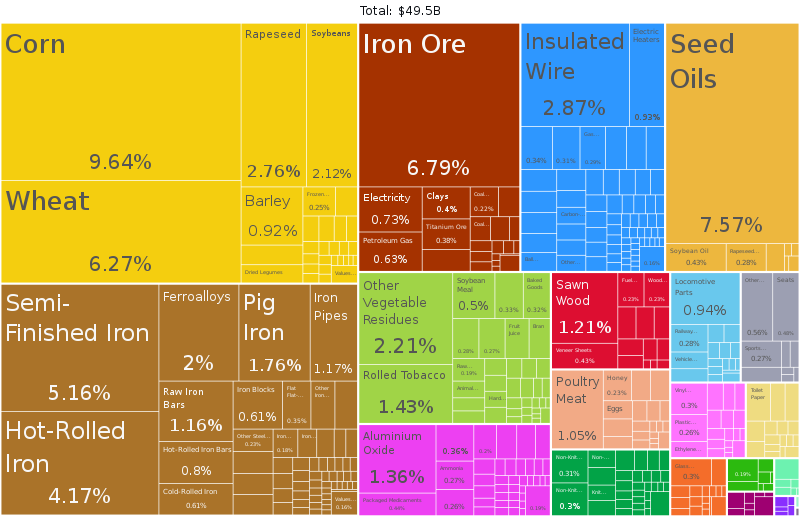 Total: $49.5B
Corn
9.64%
Wheat
6.27%
Rapeseed
2.76%
Soybeans
2.12%
Barley
0.92%
Frozen...
0.25%
Dried Legumes
Values...
Iron Ore
6.79%
Electricity
0.73%
Petroleum Gas
0.63%
Clays
0.4%
Titanium Ore
0.38%
Coal...
0.22%
Coal...
Insulated
Wire
2.87%
Electric
Heaters
0.93%
0.34%
0.31%
0.29%
Carbon
Other...
0.18%
Seed
Oils
7.57%
Soybean Oil
0.43%
Rapeseed...
0.28%
Semi-
Finished Iron
5.16%
Hot-Rolled
Iron
4.17%
Ferroalloys
2%
Pig
Iron
1.76%
Iron
Pipes
1.17%
Raw Iron
Bars
1.16%
Hot-Rolled Iron Bars
0.8%
Cold-Rolled Iron
0.61%
Iron Blocks
0.61%
Flat
Flat-...
0.35%
Other
Iron...
Other Steel...
0.23%
Iron...
0.18%
Iron...
Values...
0.16%
Other
Vegetable
Residues
2.21%
Rolled Tobacco
1.43%
Soybean
Meal
0.5%
0.33%
Baked
Goods
0.32%
0.28%
0.27%
Fruit
Juice
Bran
Raw...
0.19%
Animal...
Hard...
Aluminium
Oxide
1.36%
Packaged Medicaments
0.36%
0.2%
Ammonia
0.27%
0.26%
0.19%
Sawn
Wood
1.21%
Veneer Sheets
0.43%
Fuel...
0.23%
Wood...
0.23%
Poultry
Meat
1.05%
Honey
0.23%
Eggs
Non-Knit...
0.31%
Non-Knit...
0.3%
Non-...
Knit...
Locomotive
Parts
0.94%
Railway...
0.28%
Vehicle...
Other...
0.56%
Seats
0.48%
Sports...
0.27%
Vinyl...
0.3%
Plastic...
0.26%
Ethylene...
Toilet
Paper
Glass...
0.3%
0.19%